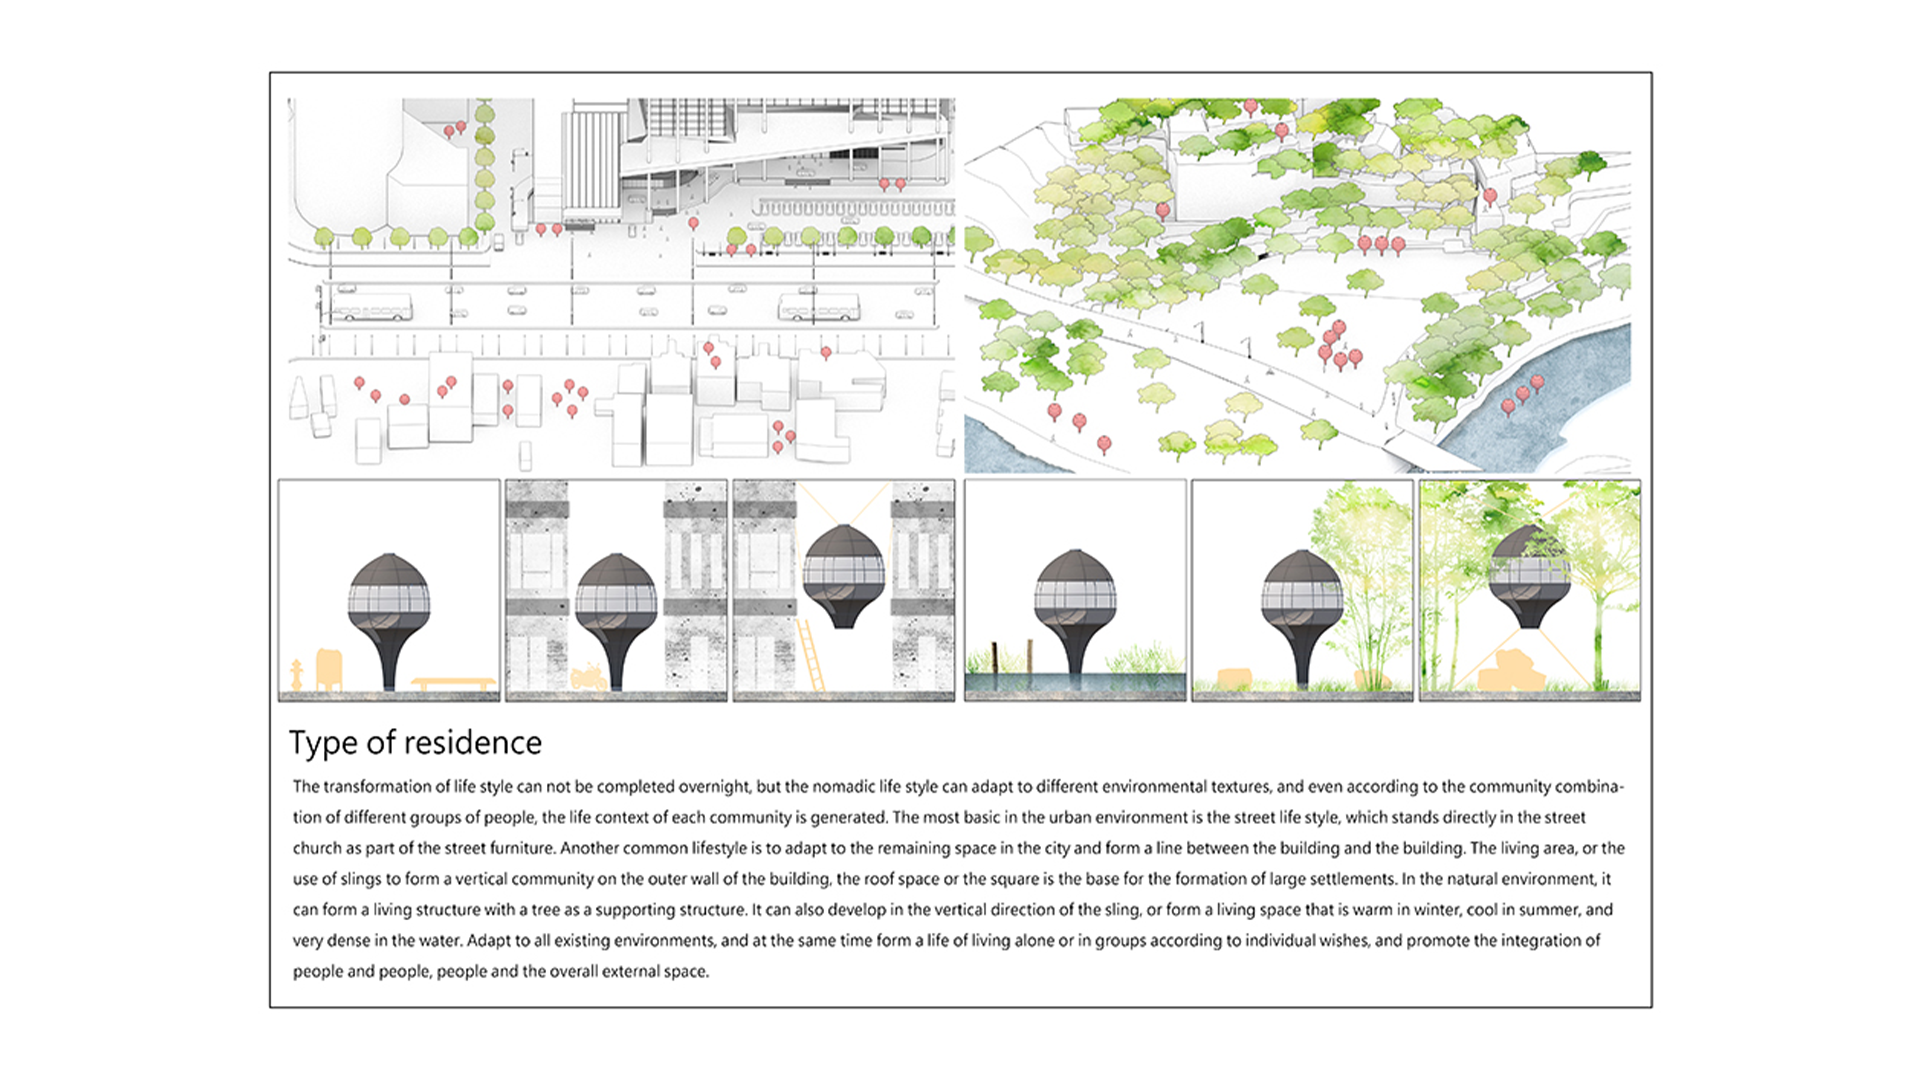 Type of residence
The transformation of life style can not be completed overnight, but the nomadic life style can adapt to different environmental textures, and even according to the community combina-
tion of different groups of people, the life context of each community is generated. The most basic in the urban environment is the street life style, which stands directly in the street
church as part of the street furniture. Another common lifestyle is to adapt to the remaining space in the city and form a line between the building and the building. The living area, or the
use of slings to form a vertical community on the outer wall of the building, the roof space or the square is the base for the formation of large settlements. In the natural environment, it
can form a living structure with a tree as a supporting structure. It can also develop in the vertical direction of the sling, or form a living space that is warm in winter, cool in summer, and
very dense in the water. Adapt to all existing environments, and at the same time form a life of living alone or in groups according to individual wishes, and promote the integration of
people and people, people and the overall external space.